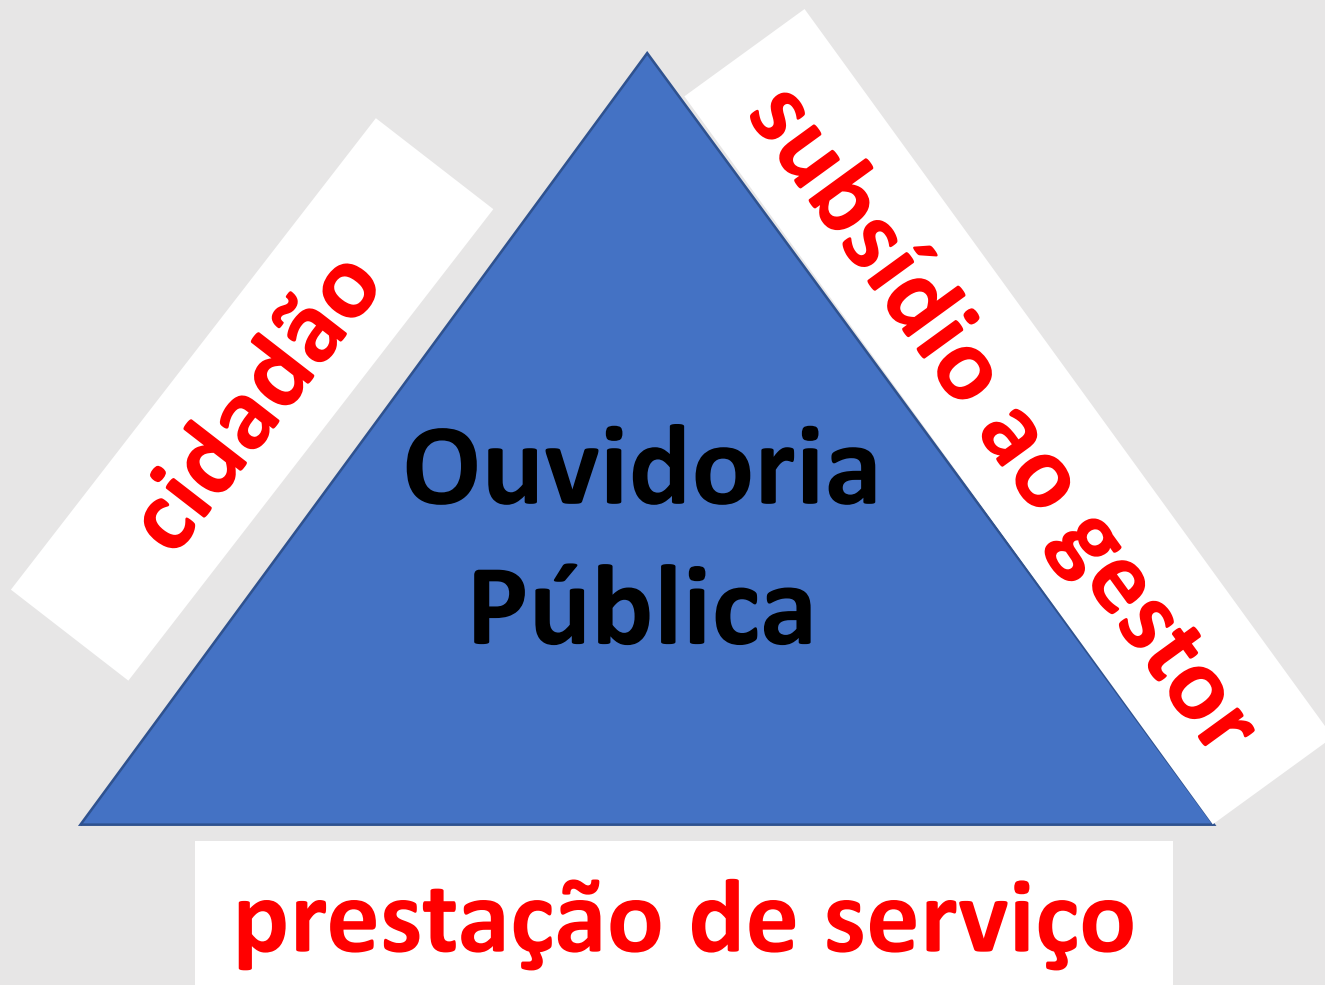 cidadão
subsídio ao gestor
Ouvidoria
Pública
prestação de serviço